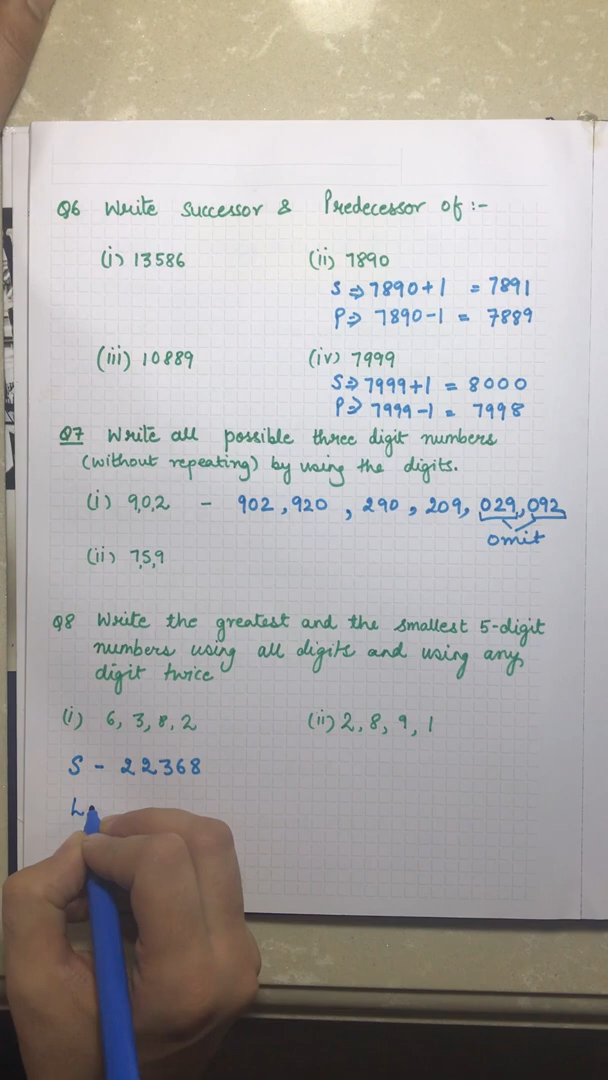 Q6 Write Successor & Predecessor of :-
(i) 13586 (ii) 7890
S ⇒ 7890+1 = 7891
P ⇒ 7890-1 = 7889
(iii) 10889 (iv) 7999
S ⇒ 7999+1 = 8000
P ⇒ 7999-1 = 7998
Q7 Write all possible three digit numbers
(without repeating) by using the digits.
(i) 9,0,2 - 902, 920, 290, 209, 029, 092
omit
(ii) 7,5,9
Q8 Write the greatest and the smallest 5-digit
numbers using all digits and using any
digit twice
(i) 6, 3, 8, 2 (ii) 2, 8, 9, 1
S - 22368
L